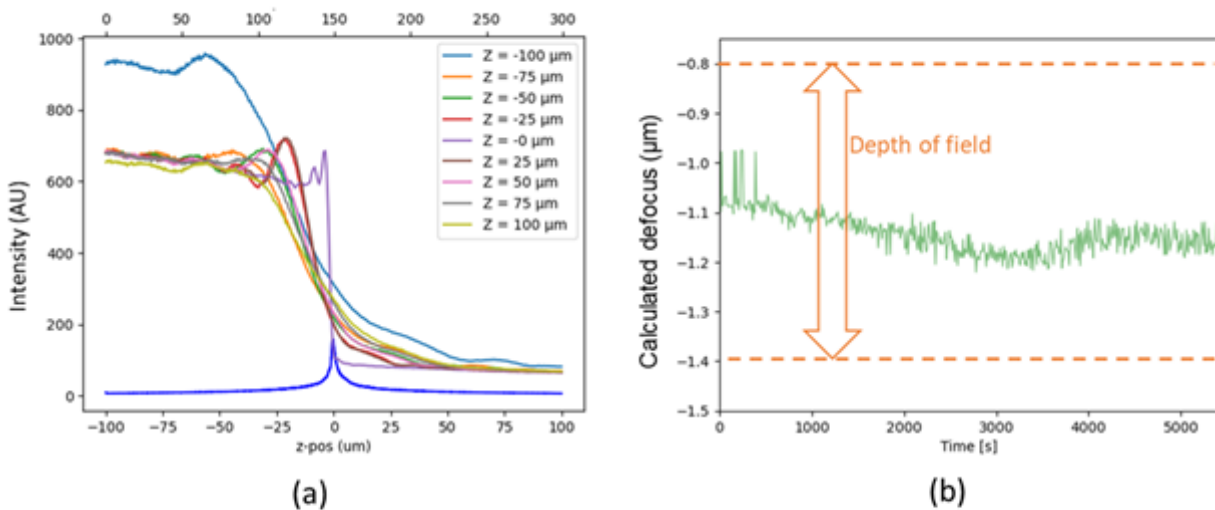 0 50 100 150 200 250 300
1000
800
600
400
200
0
Intensity (AU)
Z = -100 μm
Z = -75 μm
Z = -50 μm
Z = -25 μm
Z = -0 μm
Z = 25 μm
Z = 50 μm
Z = 75 μm
Z = 100 μm
−100 −75 −50 −25 0 25 50 75 100
z-pos (um)
(a)
−0.8
−0.9
−1.0
−1.1
−1.2
−1.3
−1.4
−1.5
Calculated defocus (μm)
Depth of field
0 1000 2000 3000 4000 5000
Time [s]
(b)